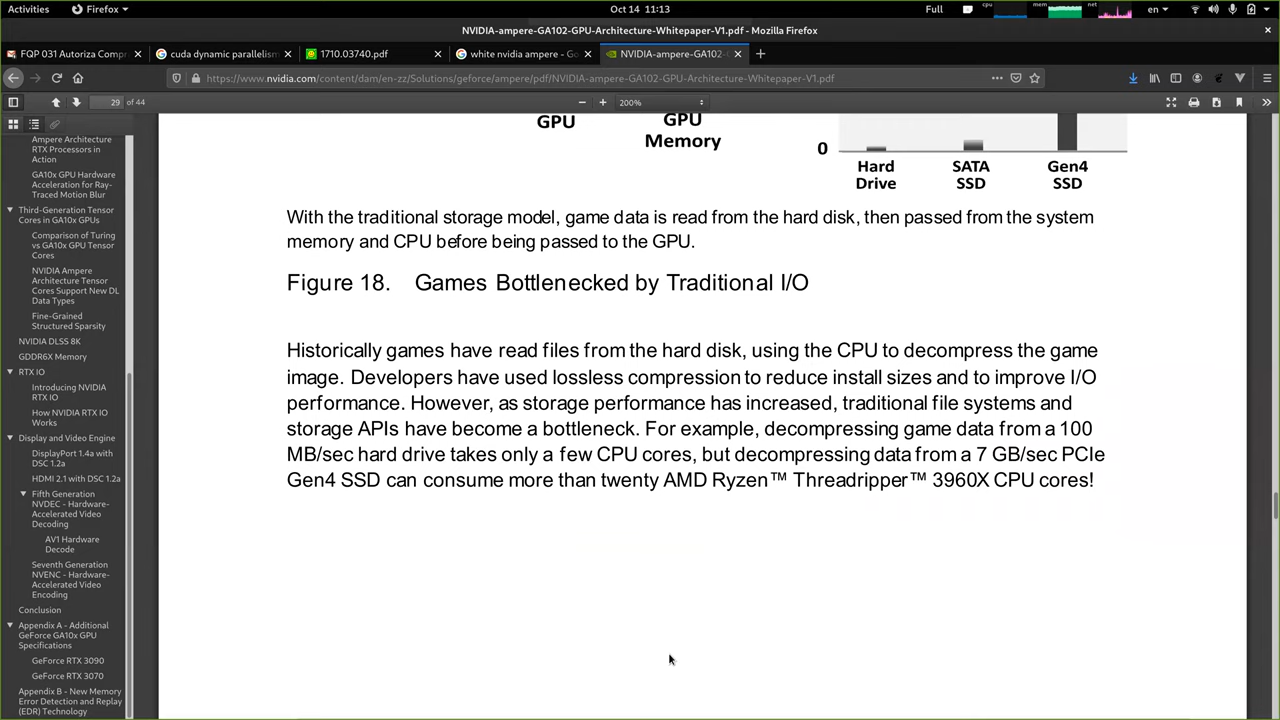 Activities
Firefox
Oct 14 11:13
Full
cpu
mem
net
en
NVIDIA-ampere-GA102-GPU-Architecture-Whitepaper-V1.pdf - Mozilla Firefox
FQP 031 Autoriza Compr
cuda dynamic parallelism
1710.03740.pdf
white nvidia ampere - Go
NVIDIA-ampere-GA102-
https://www.nvidia.com/content/dam/en-zz/Solutions/geforce/ampere/pdf/NVIDIA-ampere-GA102-GPU-Architecture-Whitepaper-V1.pdf
29 of 44
200%
Ampere Architecture
RTX Processors in
Action
GA10x GPU Hardware
Acceleration for Ray-
Traced Motion Blur
Third-Generation Tensor
Cores in GA10x GPUs
Comparison of Turing
vs GA10x GPU Tensor
Cores
NVIDIA Ampere
Architecture Tensor
Cores Support New DL
Data Types
Fine-Grained
Structured Sparsity
NVIDIA DLSS 8K
GDDR6X Memory
RTX IO
Introducing NVIDIA
RTX IO
How NVIDIA RTX IO
Works
Display and Video Engine
DisplayPort 1.4a with
DSC 1.2a
HDMI 2.1 with DSC 1.2a
Fifth Generation
NVDEC - Hardware-
Accelerated Video
Decoding
AV1 Hardware
Decode
Seventh Generation
NVENC - Hardware-
Accelerated Video
Encoding
Conclusion
Appendix A - Additional
GeForce GA10x GPU
Specifications
GeForce RTX 3090
GeForce RTX 3070
Appendix B - New Memory
Error Detection and Replay
(EDR) Technology
GPU
GPU
Memory
0
Hard
Drive
SATA
SSD
Gen4
SSD
With the traditional storage model, game data is read from the hard disk, then passed from the system
memory and CPU before being passed to the GPU.
Figure 18. Games Bottlenecked by Traditional I/O
Historically games have read files from the hard disk, using the CPU to decompress the game
image. Developers have used lossless compression to reduce install sizes and to improve I/O
performance. However, as storage performance has increased, traditional file systems and
storage APIs have become a bottleneck. For example, decompressing game data from a 100
MB/sec hard drive takes only a few CPU cores, but decompressing data from a 7 GB/sec PCIe
Gen4 SSD can consume more than twenty AMD Ryzen™ Threadripper™ 3960X CPU cores!